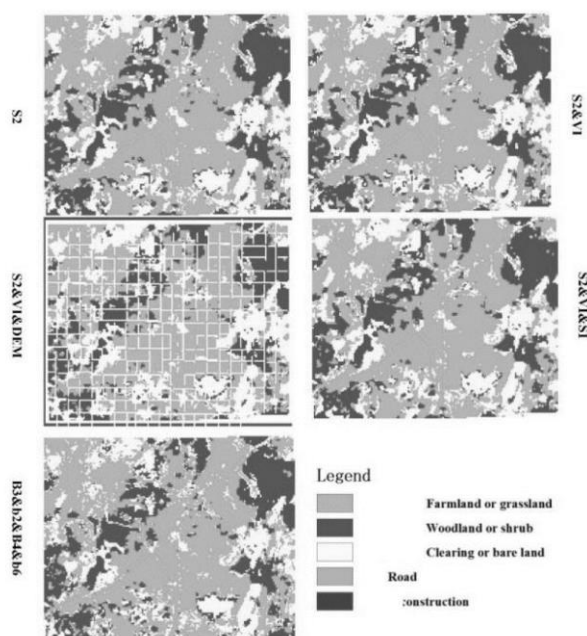 S2
S2&VI
S2&VI&DEM
S2&VI&SI
B3&b2&B4&b6
Legend
Farmland or grassland
Woodland or shrub
Clearing or bare land
Road
:onstruction